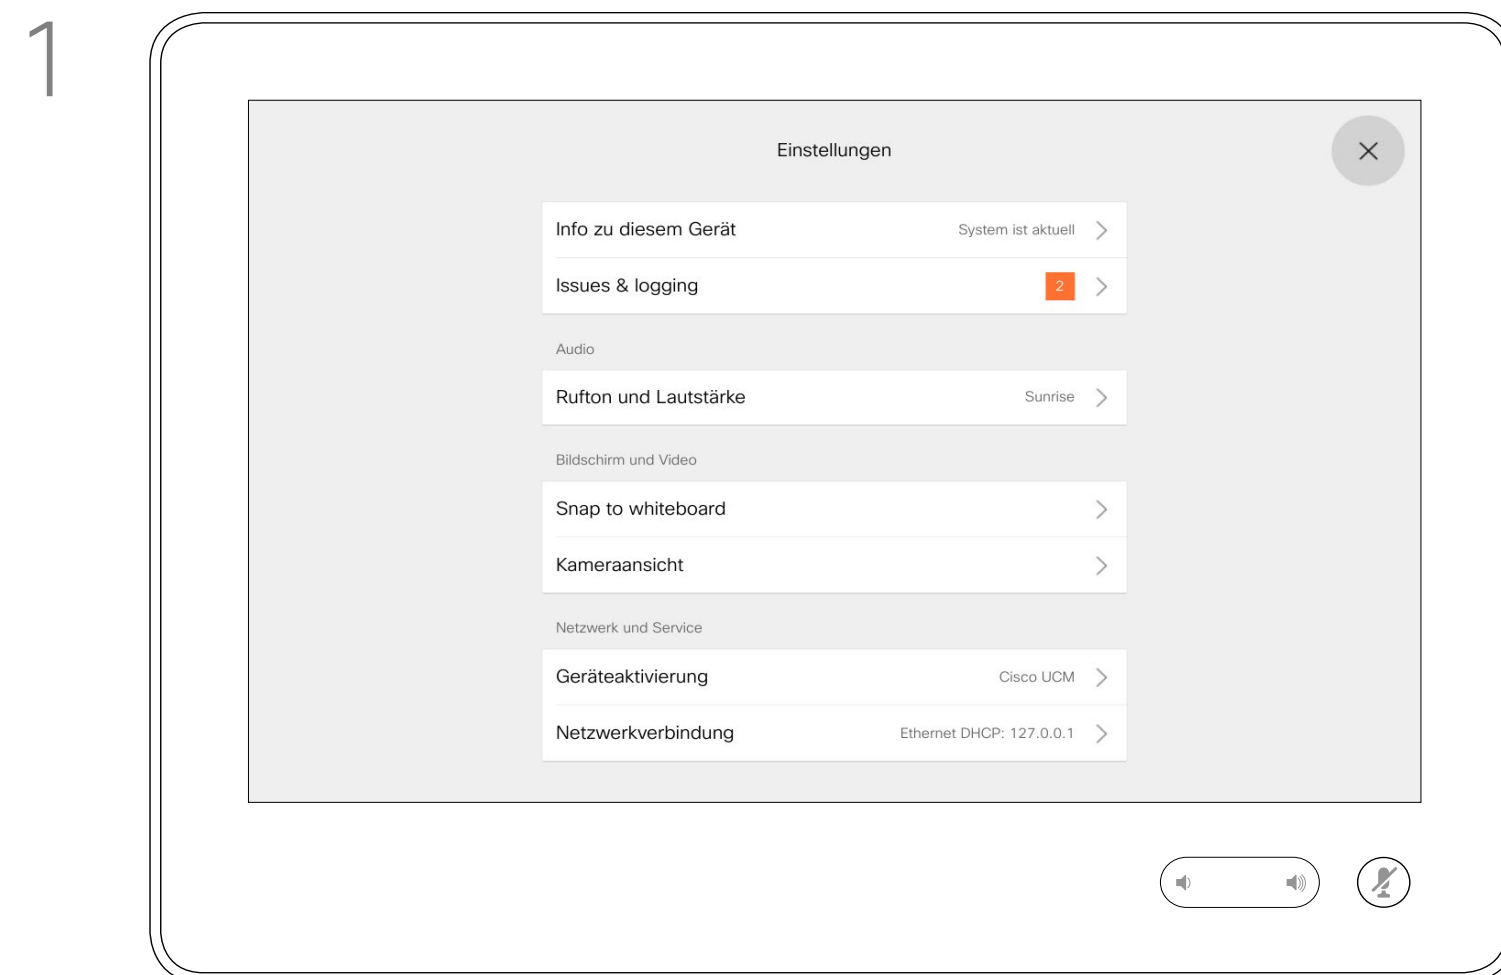 1
Einstellungen
Info zu diesem Gerät System ist aktuell
Issues & logging 2
Audio
Rufton und Lautstärke Sunrise
Bildschirm und Video
Snap to whiteboard
Kameraansicht
Netzwerk und Service
Geräteaktivierung Cisco UCM
Netzwerkverbindung Ethernet DHCP: 127.0.0.1